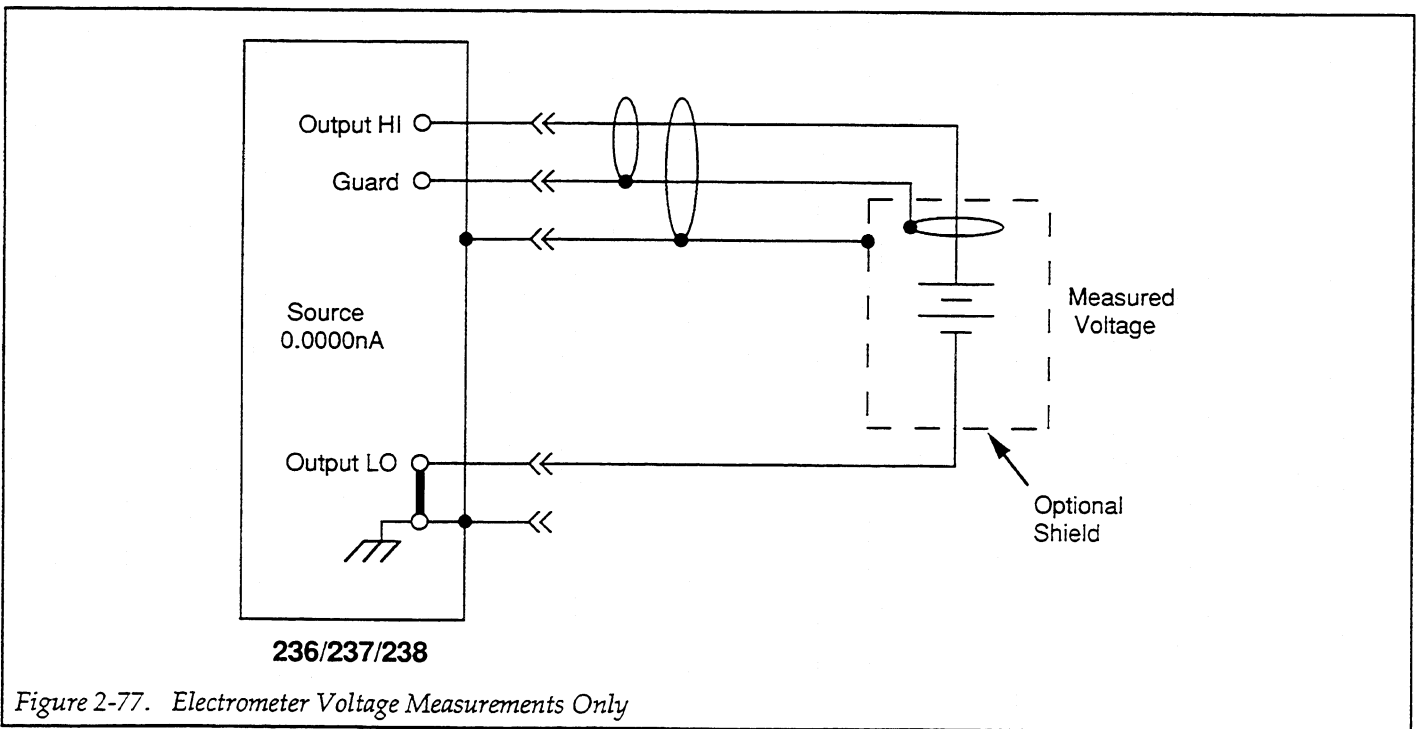 Output HI
Guard
Source
0.0000nA
Measured
Voltage
Output LO
Optional
Shield
236/237/238
Figure 2-77. Electrometer Voltage Measurements Only